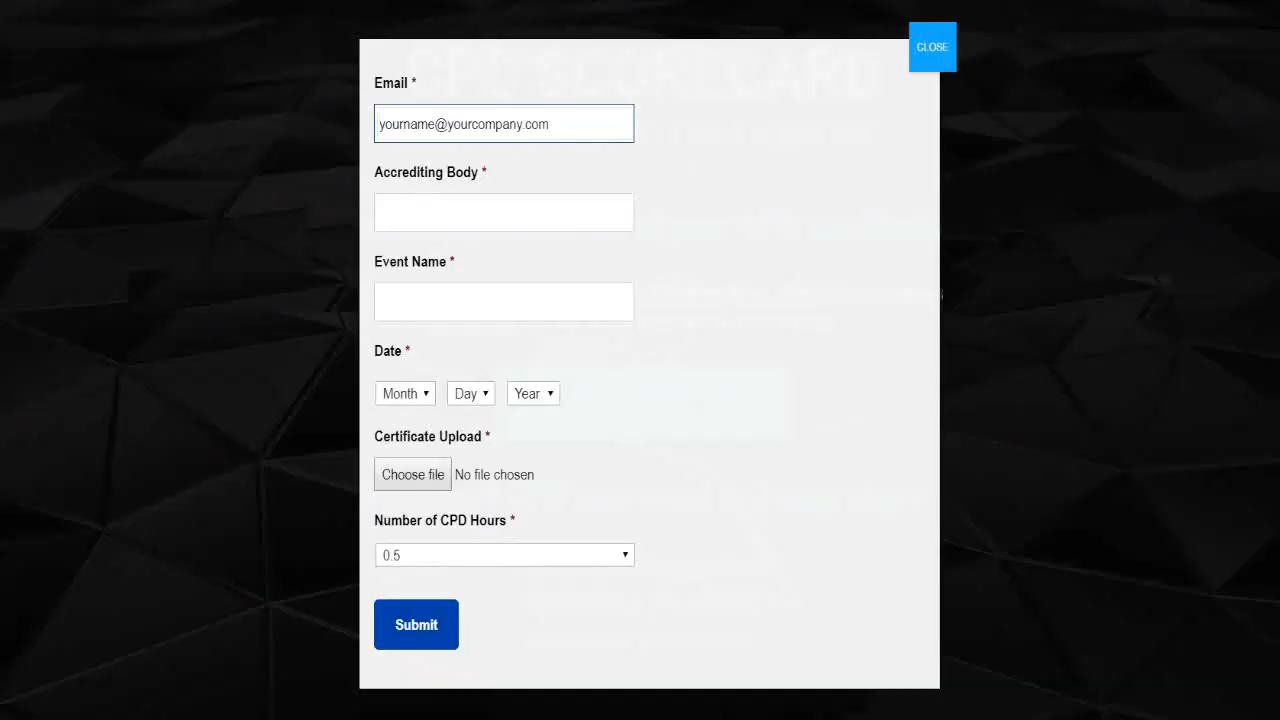 CLOSE
Email *
yourname@yourcompany.com
Accrediting Body *
Event Name *
Date *
Month Day Year
Certificate Upload *
Choose file No file chosen
Number of CPD Hours *
0.5
Submit